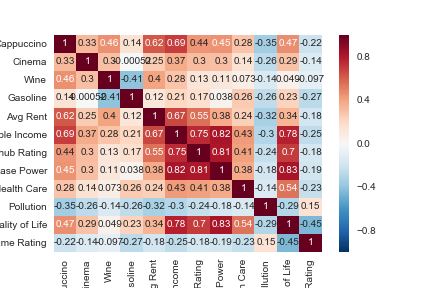 Cappuccino 1 0.33 0.46 0.14 0.62 0.69 0.44 0.45 0.28 -0.35 0.47 -0.22
Cinema 0.33 1 0.3 0.00052 0.25 0.37 0.3 0.3 0.14 -0.26 0.29 -0.14
Wine 0.46 0.3 1 -0.41 0.4 0.28 0.13 0.11 0.073 -0.14 0.049 -0.097
Gasoline 0.14 0.00052 -0.41 1 0.12 0.21 0.17 0.038 0.26 -0.26 0.23 -0.27
Avg Rent 0.62 0.25 0.4 0.12 1 0.67 0.55 0.38 0.24 -0.32 0.34 -0.18
ble Income 0.69 0.37 0.28 0.21 0.67 1 0.75 0.82 0.43 -0.3 0.78 -0.25
hub Rating 0.44 0.3 0.13 0.17 0.55 0.75 1 0.81 0.41 -0.24 0.7 -0.18
ase Power 0.45 0.3 0.11 0.038 0.38 0.82 0.81 1 0.38 -0.18 0.83 -0.19
Health Care 0.28 0.14 0.073 0.26 0.24 0.43 0.41 0.38 1 -0.14 0.54 -0.23
Pollution -0.35 -0.26 -0.14 -0.26 -0.32 -0.3 -0.24 -0.18 -0.14 1 -0.29 0.15
ality of Life 0.47 0.29 0.049 0.23 0.34 0.78 0.7 0.83 0.54 -0.29 1 -0.45
me Rating -0.22 -0.14 -0.097 -0.27 -0.18 -0.25 -0.18 -0.19 -0.23 0.15 -0.45 1
uccino
inema
Wine
soline
g Rent
ncome
Rating
Power
h Care
llution
of Life
Rating
0.8
0.4
0.0
−0.4
−0.8